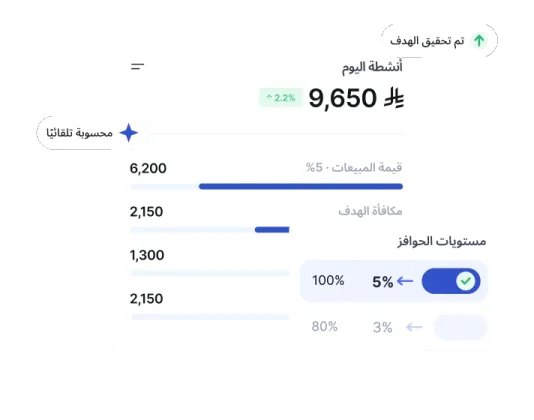 تم تحقيق الهدف
أنشطة اليوم
9,650
2.2%
محسوبة تلقائيًا
قيمة المبيعات · 5%
6,200
مكافأة الهدف
2,150
مستويات الحوافز
1,300
5% ← 100%
2,150
3% ← 80%